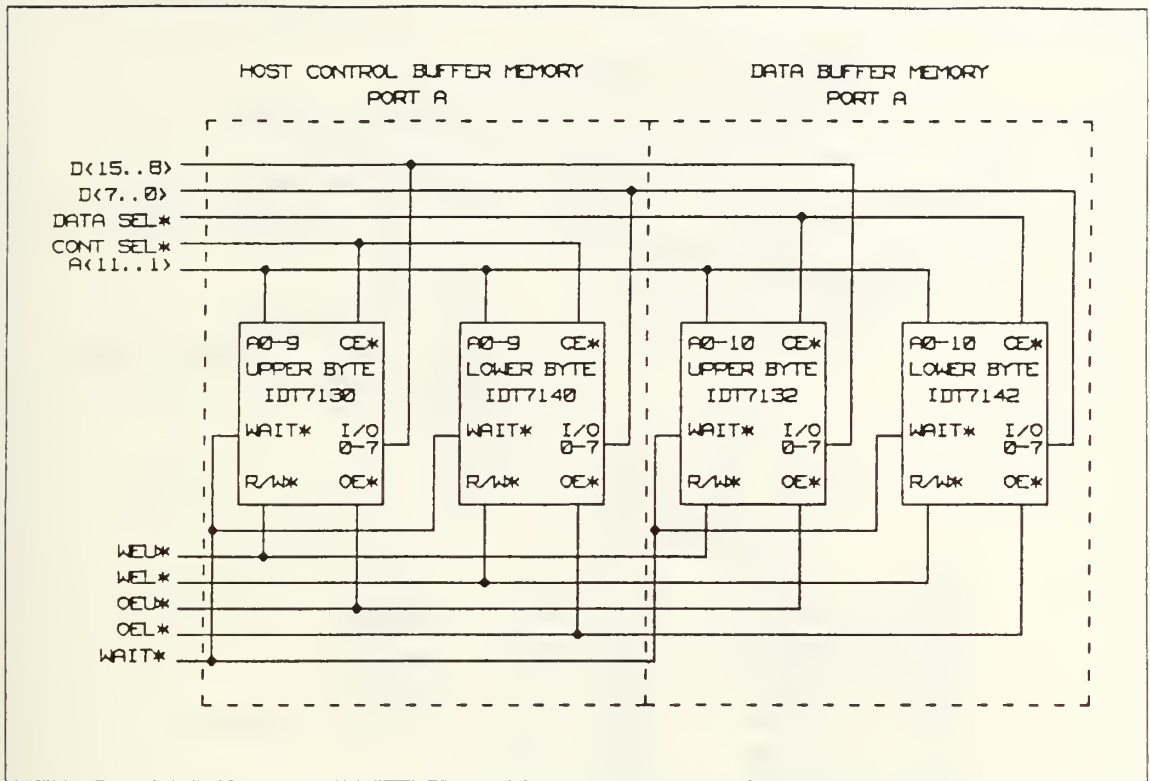 HOST CONTROL BUFFER MEMORY
PORT A
DATA BUFFER MEMORY
PORT A
D<15..8>
D<7..0>
DATA SEL*
CONT SEL*
A<11..1>
A0-9 CE*
UPPER BYTE
IDT7130
WAIT* I/O
0-7
R/W* OE*
A0-9 CE*
LOWER BYTE
IDT7140
WAIT* I/O
0-7
R/W* OE*
A0-10 CE*
UPPER BYTE
IDT7132
WAIT* I/O
0-7
R/W* OE*
A0-10 CE*
LOWER BYTE
IDT7142
WAIT* I/O
0-7
R/W* OE*
WEU*
WEL*
OEU*
OEL*
WAIT*